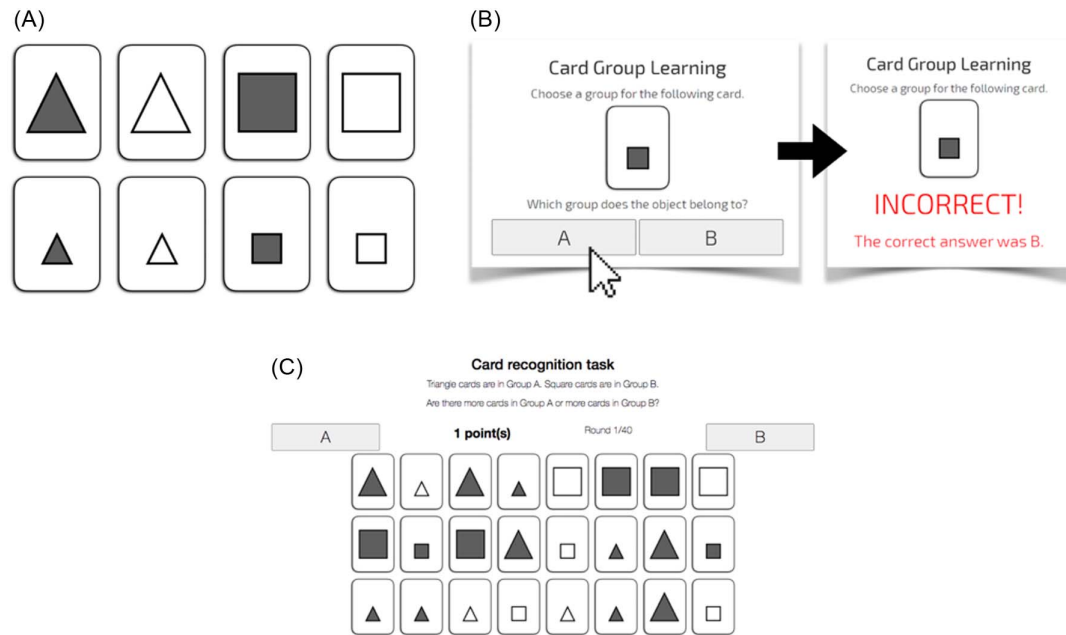 (A)
(B)
Card Group Learning
Choose a group for the following card.
Which group does the object belong to?
A
B
Card Group Learning
Choose a group for the following card.
INCORRECT!
The correct answer was B.
(C)
Card recognition task
Triangle cards are in Group A. Square cards are in Group B.
Are there more cards in Group A or more cards in Group B?
A
1 point(s)
Round 1/40
B